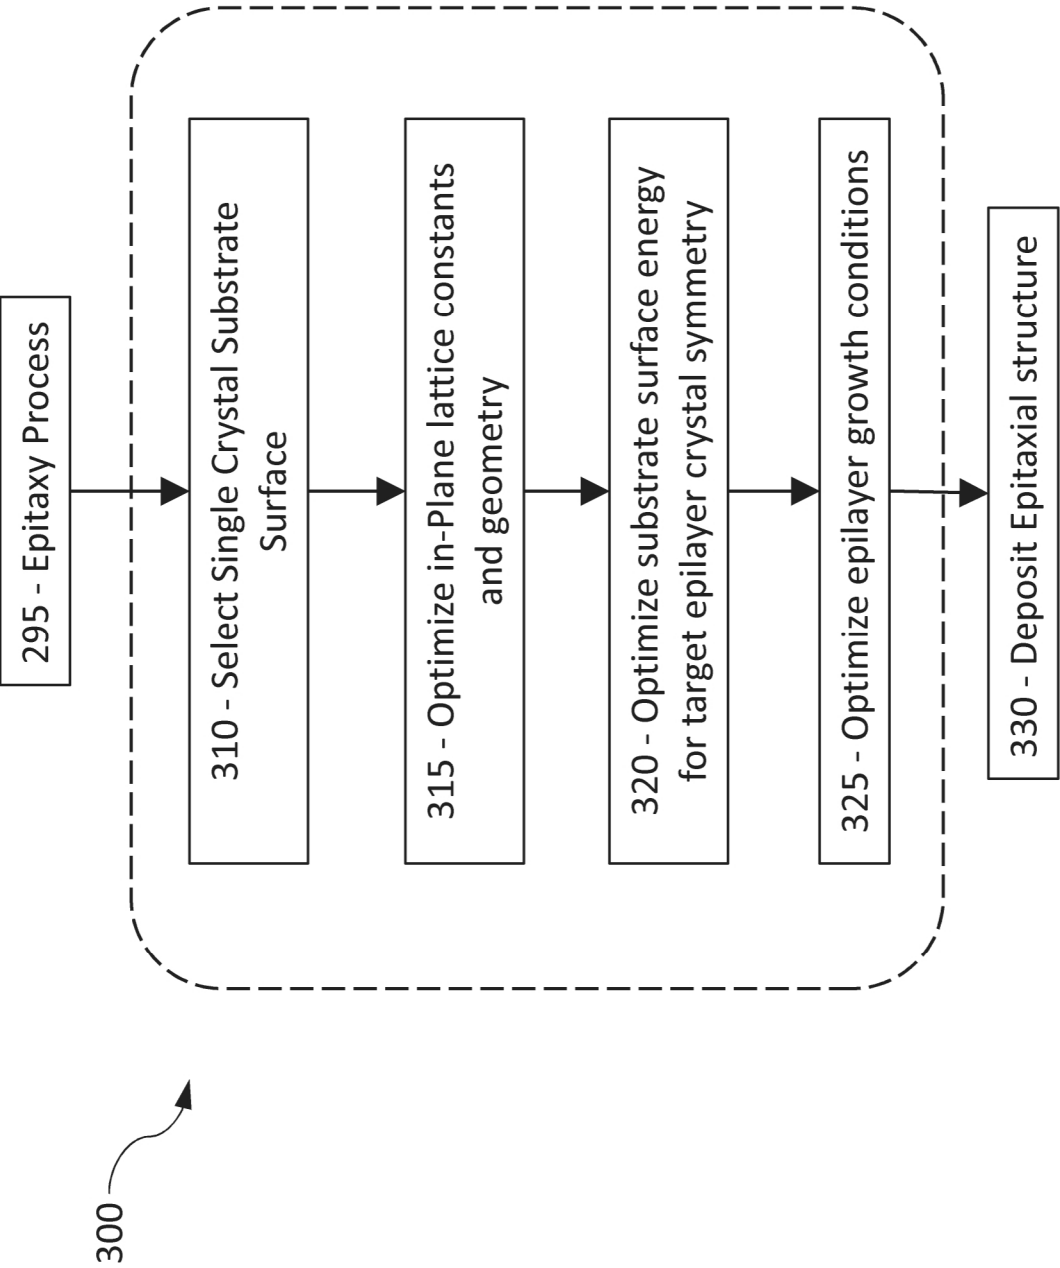 295 - Epitaxy Process
310 - Select Single Crystal Substrate
Surface
315 - Optimize in-Plane lattice constants
and geometry
320 - Optimize substrate surface energy
for target epilayer crystal symmetry
325 - Optimize epilayer growth conditions
330 - Deposit Epitaxial structure
300